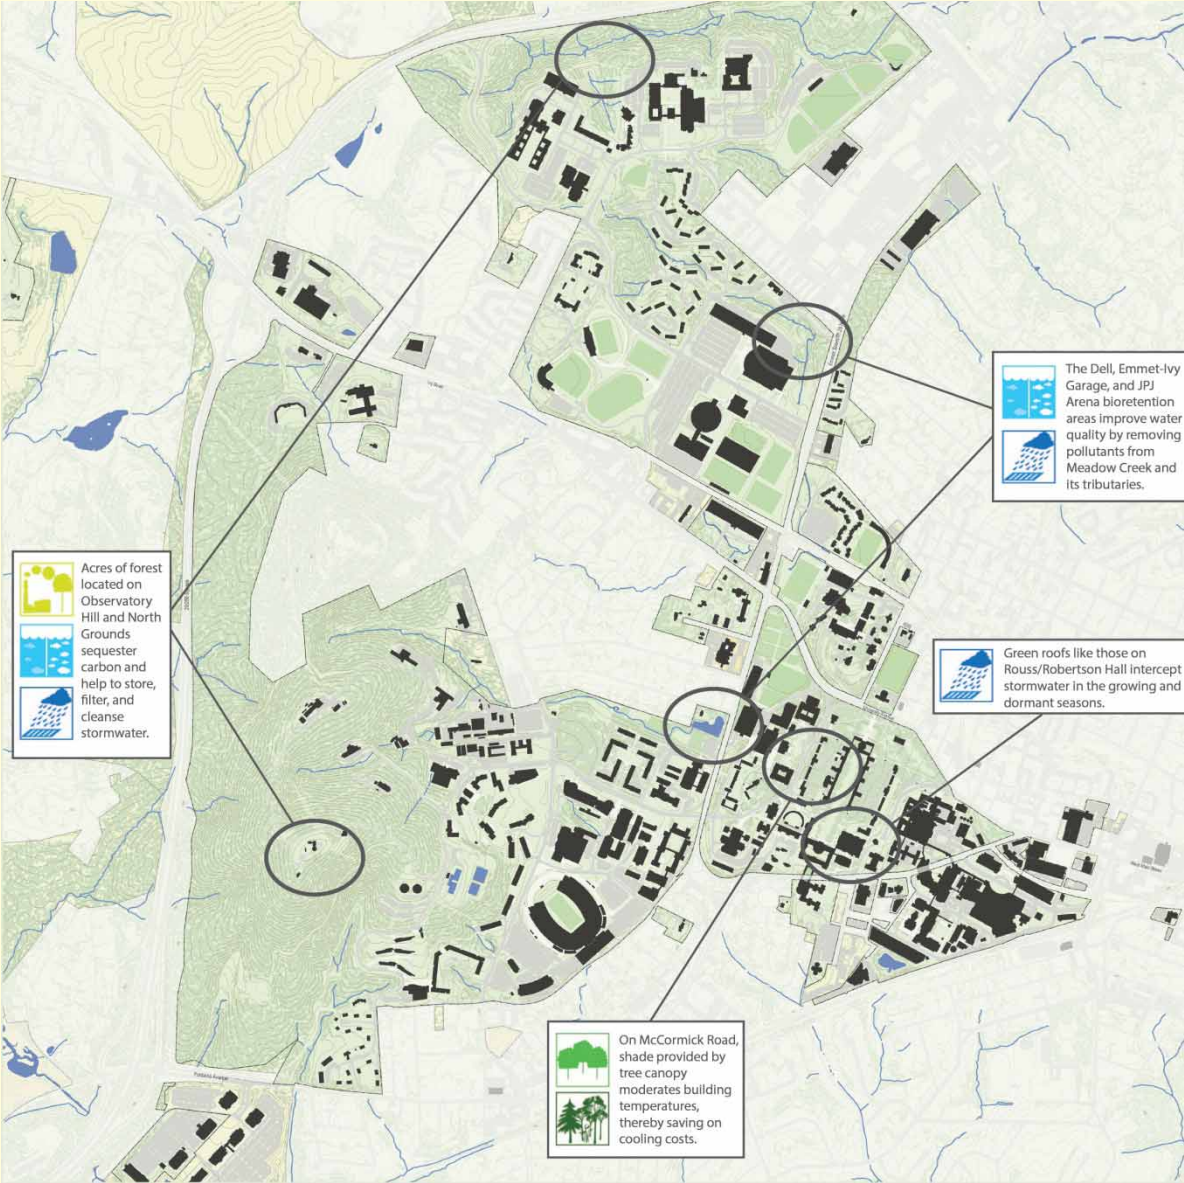 The Dell, Emmet-Ivy
Garage, and JPJ
Arena bioretention
areas improve water
quality by removing
pollutants from
Meadow Creek and
its tributaries.
Acres of forest
located on
Observatory
Hill and North
Grounds
sequester
carbon and
help to store,
filter, and
cleanse
stormwater.
Green roofs like those on
Rouss/Robertson Hall intercept
stormwater in the growing and
dormant seasons.
On McCormick Road,
shade provided by
tree canopy
moderates building
temperatures,
thereby saving on
cooling costs.